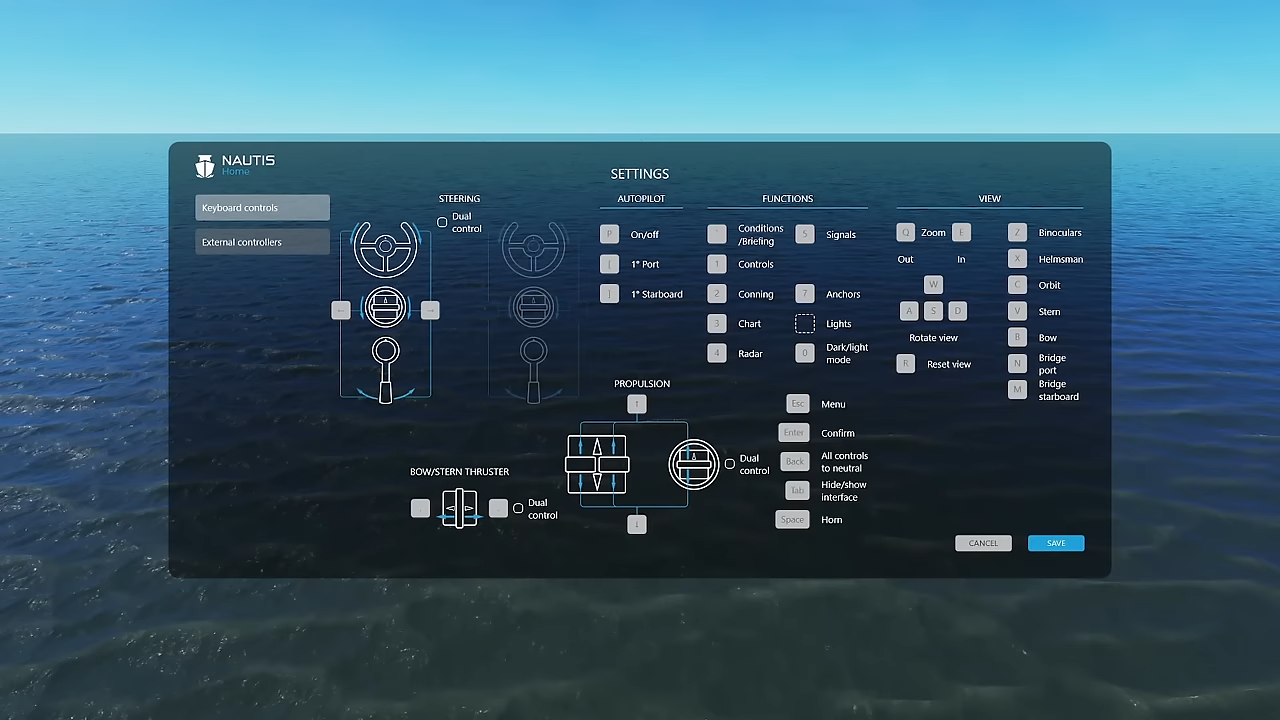 NAUTIS
Home
SETTINGS
Keyboard controls
External controllers
STEERING
Dual
control
←
→
AUTOPILOT
P On/off
[ 1° Port
] 1° Starboard
FUNCTIONS
Conditions
/Briefing
1 Controls
2 Conning
3 Chart
4 Radar
5 Signals
7 Anchors
Lights
0 Dark/light
mode
VIEW
Q Zoom E
Out In
W
A S D
Rotate view
R Reset view
Z Binoculars
X Helmsman
C Orbit
V Stern
B Bow
N Bridge
port
M Bridge
starboard
PROPULSION
↑
↓
Dual
control
BOW/STERN THRUSTER
Dual
control
Esc Menu
Enter Confirm
Back All controls
to neutral
Tab Hide/show
interface
Space Horn
CANCEL
SAVE